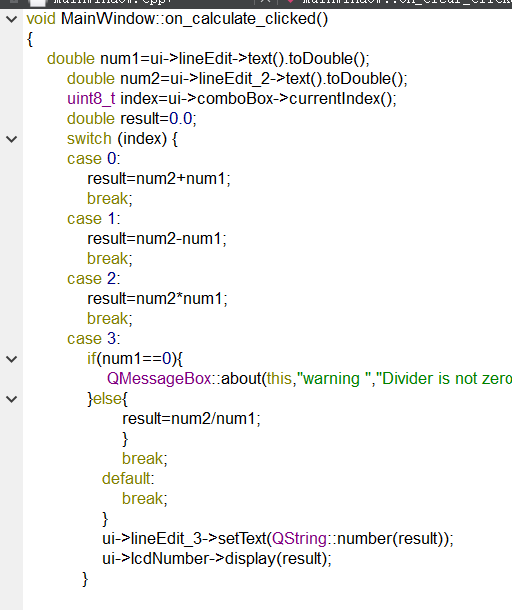 void MainWindow::on_calculate_clicked()
{
double num1=ui->lineEdit->text().toDouble();
double num2=ui->lineEdit_2->text().toDouble();
uint8_t index=ui->comboBox->currentIndex();
double result=0.0;
switch (index) {
case 0:
result=num2+num1;
break;
case 1:
result=num2-num1;
break;
case 2:
result=num2*num1;
break;
case 3:
if(num1==0){
QMessageBox::about(this,"warning ","Divider is not zero
}else{
result=num2/num1;
}
break;
default:
break;
}
ui->lineEdit_3->setText(QString::number(result));
ui->lcdNumber->display(result);
}